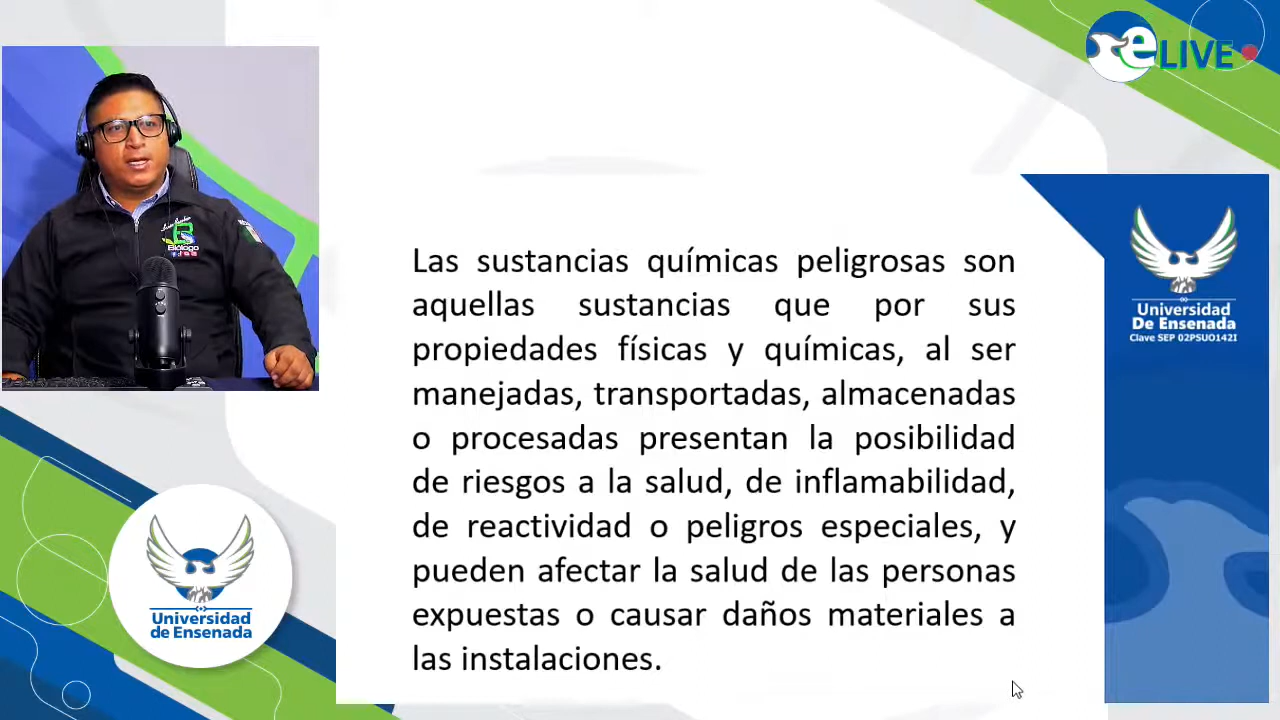 eLIVE
Las sustancias químicas peligrosas son
aquellas sustancias que por sus
propiedades físicas y químicas, al ser
manejadas, transportadas, almacenadas
o procesadas presentan la posibilidad
de riesgos a la salud, de inflamabilidad,
de reactividad o peligros especiales, y
pueden afectar la salud de las personas
expuestas o causar daños materiales a
las instalaciones.
Universidad
De Ensenada
Clave SEP 02PSU0142I
Biólogo
Universidad
de Ensenada